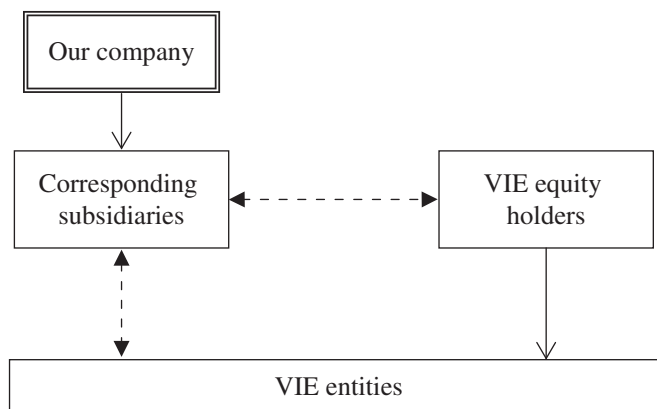 Our company
Corresponding
subsidiaries
VIE equity
holders
VIE entities